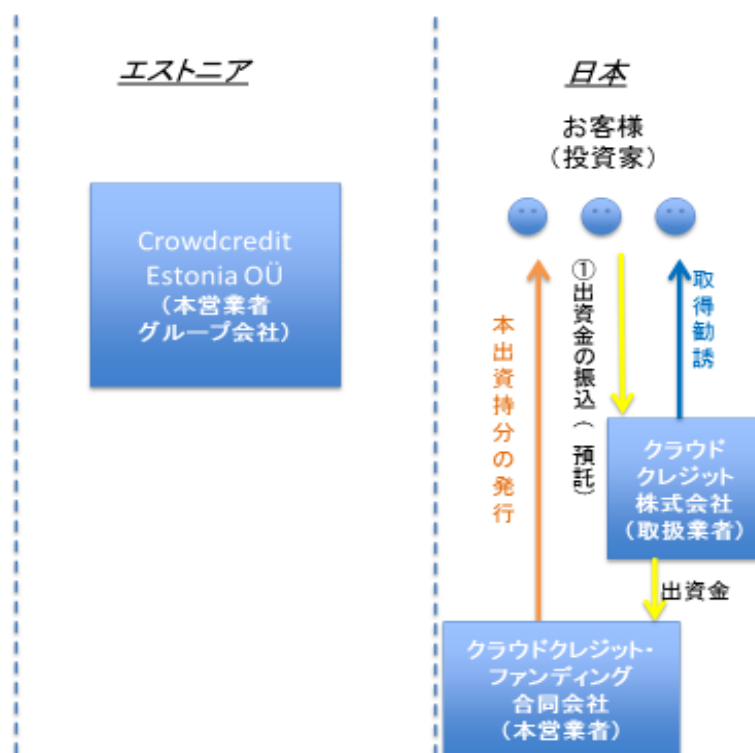 エストニア
日本
お客様
（投資家）
Crowdcredit
Estonia OÜ
（本営業者
グループ会社）
本出資持分の発行
①出資金の振込（預託）
取得勧誘
クラウド
クレジット
株式会社
（取扱業者）
出資金
クラウドクレジット・
ファンディング
合同会社
（本営業者）